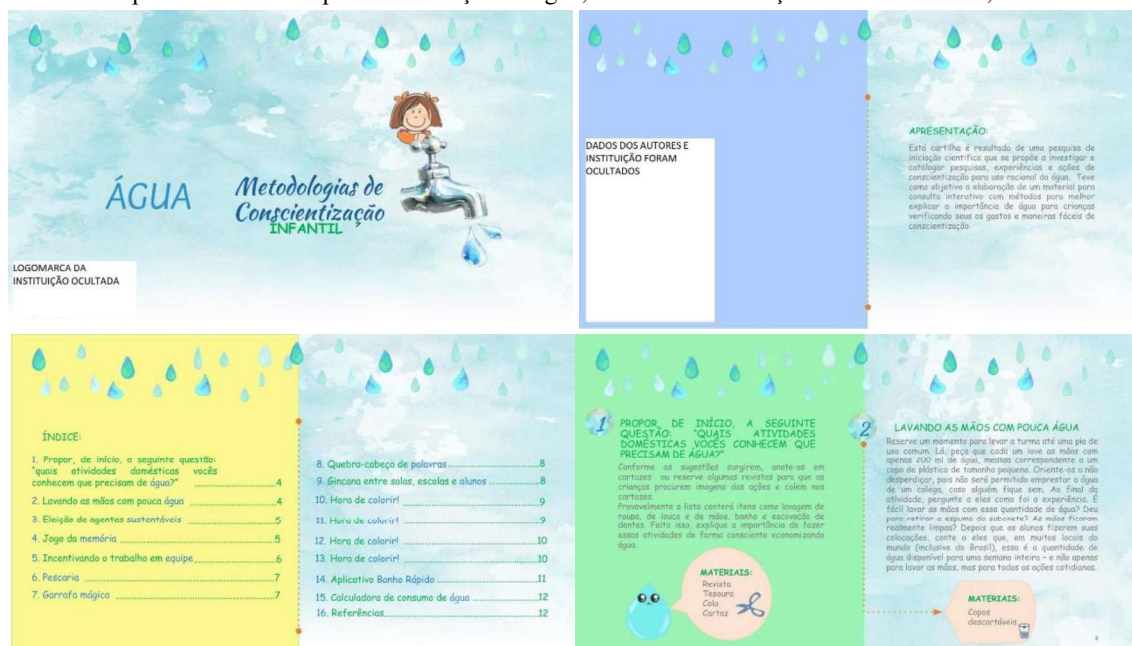 ÁGUA
Metodologias de
Conscientização
INFANTIL
LOGOMARCA DA
INSTITUIÇÃO OCULTADA
DADOS DOS AUTORES E
INSTITUIÇÃO FORAM
OCULTADOS
APRESENTAÇÃO:
Está cartilha é resultado de uma pesquisa de
iniciação científica que se propõe a investigar e
catalogar pesquisas, experiências e ações de
conscientização para uso racional da água. Teve
como objetivo a elaboração de um material para
consulta interativo com métodos para melhor
explicar a importância de água para crianças
verificando seus os gastos e maneiras fáceis de
conscientização.
ÍNDICE:
1. Propor, de início, a seguinte questão:
"quais atividades domésticas vocês
conhecem que precisam de água?" 4
2. Lavando as mãos com pouca água 4
3. Eleição de agentes sustentáveis 5
4. Jogo da memória 5
5. Incentivando o trabalho em equipe 6
6. Pescaria 7
7. Garrafa mágica 7
8. Quebra-cabeça de palavras 8
9. Gincana entre salas, escolas e alunos 8
10. Hora de colorir! 9
11. Hora de colorir! 9
12. Hora de colorir! 10
13. Hora de colorir! 10
14. Aplicativo Banho Rápido 11
15. Calculadora de consumo de água 12
16. Referências 12
1
PROPOR, DE INÍCIO, A SEGUINTE
QUESTÃO: "QUAIS ATIVIDADES
DOMÉSTICAS VOCÊS CONHECEM QUE
PRECISAM DE ÁGUA?"
Conforme as sugestões surgirem, anote-as em
cartazes ou reserve algumas revistas para que as
crianças procurem imagens das ações e colem nos
cartazes.
Provavelmente a lista conterá itens como lavagem de
roupa, de louça e de mãos, banho e escovação de
dentes. Feito isso, explique a importância de fazer
essas atividades de forma consciente economizando
água.
MATERIAIS:
Revista
Tesoura
Cola
Cartaz
2
LAVANDO AS MÃOS COM POUCA ÁGUA
Reserve um momento para levar a turma até uma pia de
uso comum. Lá, peça que cada um lave as mãos com
apenas 200 ml de água, medida correspondente a um
copo de plástico de tamanho pequeno. Oriente-os a não
desperdiçar, pois não será permitido emprestar a água
de um colega, caso alguém fique sem. Ao final da
atividade, pergunte a eles como foi a experiência. É
fácil lavar as mãos com essa quantidade de água? Deu
para retirar a espuma do sabonete? As mãos ficaram
realmente limpas? Depois que os alunos fizerem suas
colocações, conte a eles que, em muitos locais do
mundo (inclusive do Brasil), essa é a quantidade de
água disponível para uma semana inteira – e não apenas
para lavar as mãos, mas para todas as ações cotidianas.
MATERIAIS:
Copos
descartáveis
4